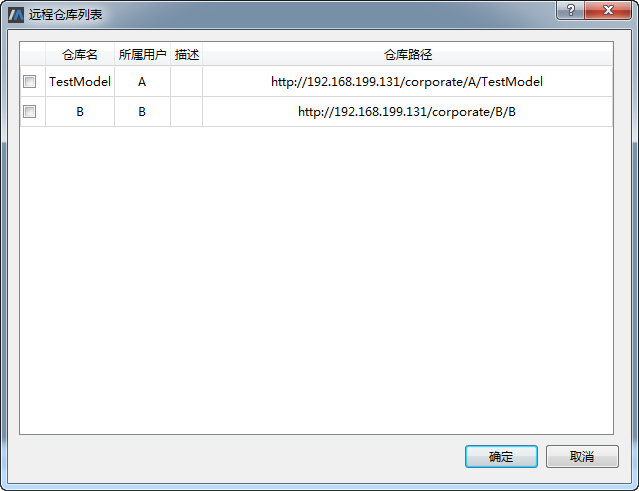 远程仓库列表
仓库名 所属用户 描述 仓库路径
TestModel A http://192.168.199.131/corporate/A/TestModel
B B http://192.168.199.131/corporate/B/B
确定 取消